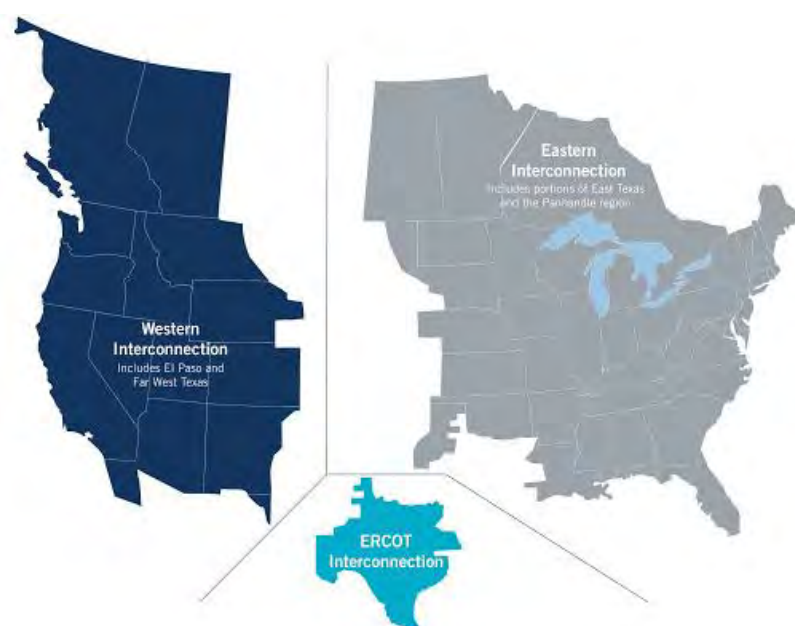 Western
Interconnection
Includes El Paso and
Far West Texas
Eastern
Interconnection
Includes portions of East Texas
and the Panhandle region
ERCOT
Interconnection